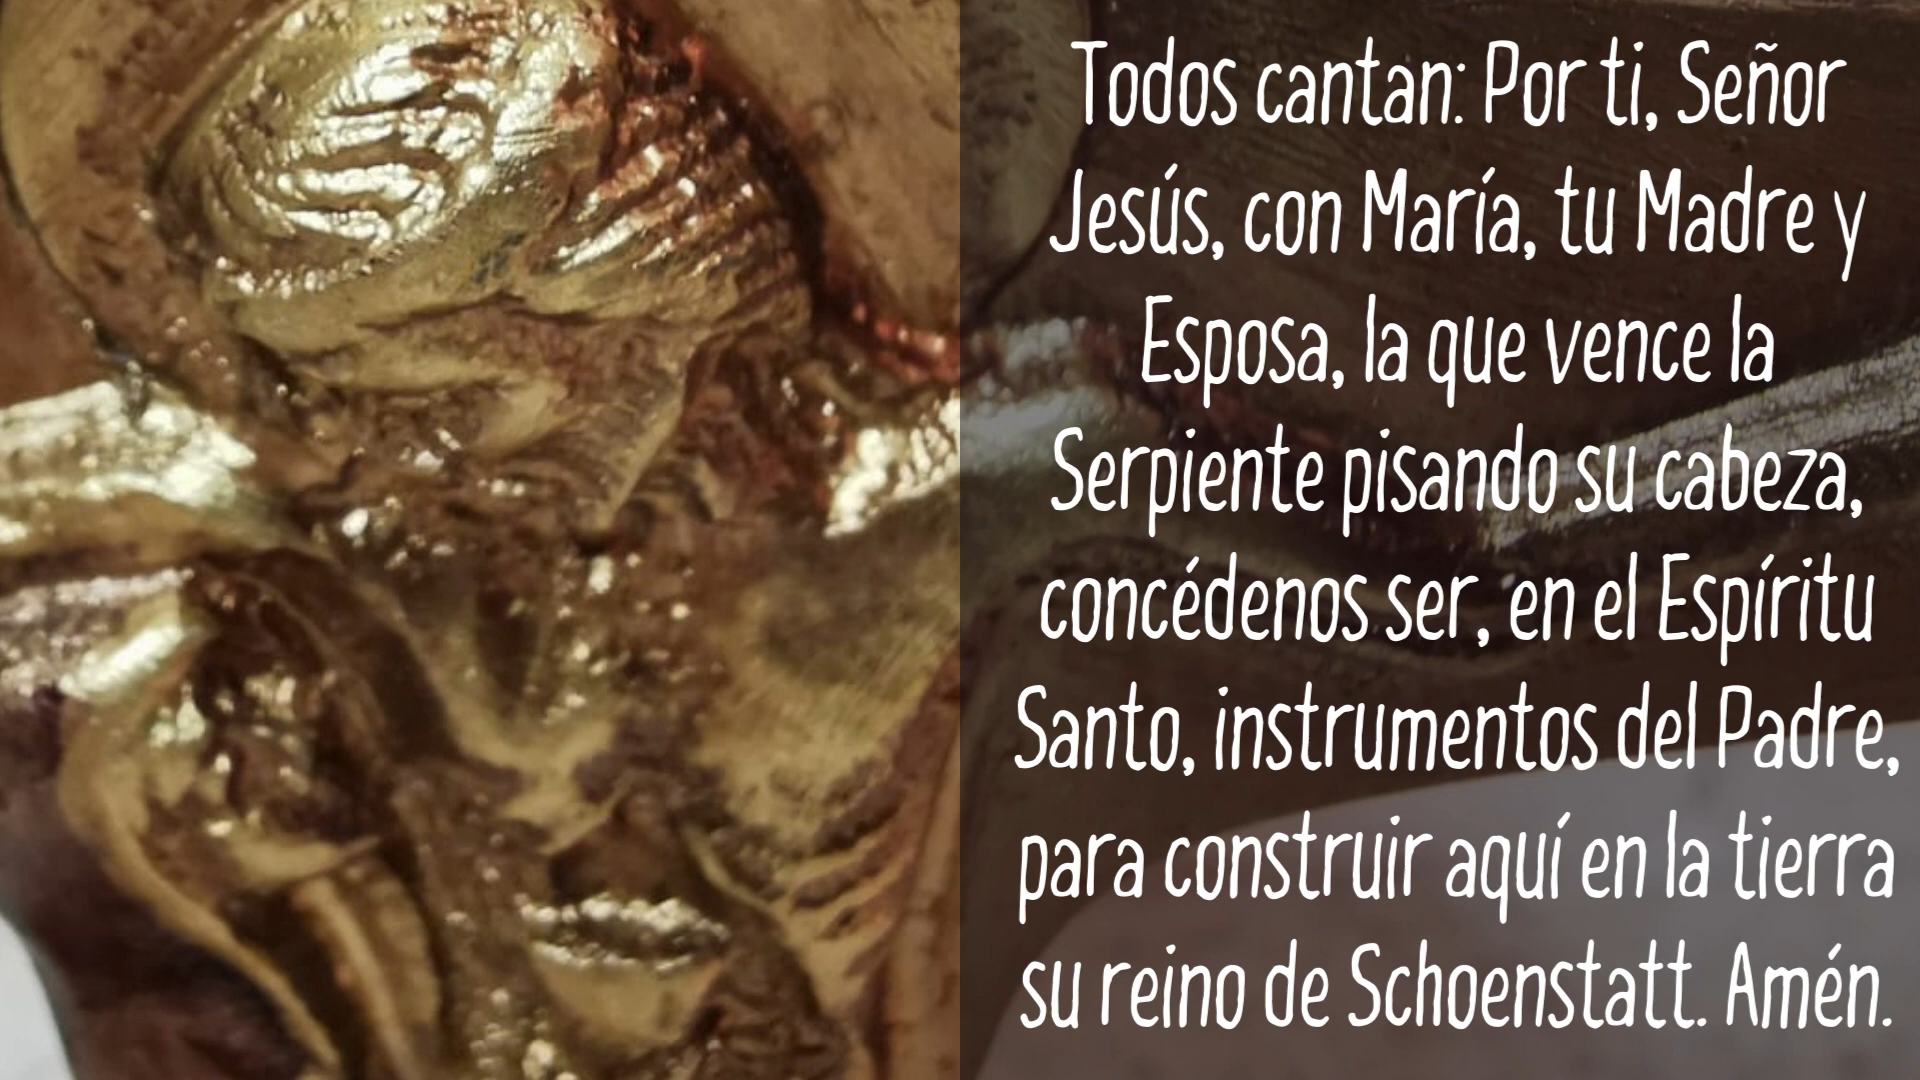 Todos cantan: Por ti, Señor
Jesús, con María, tu Madre y
Esposa, la que vence la
Serpiente pisando su cabeza,
concédenos ser, en el Espíritu
Santo, instrumentos del Padre,
para construir aquí en la tierra
su reino de Schoenstatt. Amén.